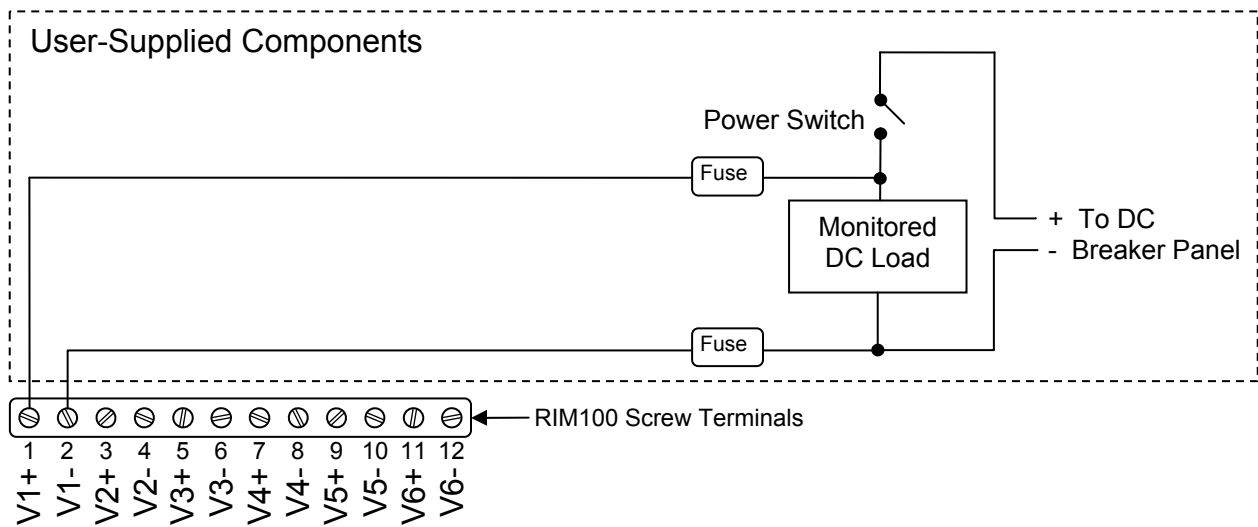 User-Supplied Components
Power Switch
Fuse
Monitored
DC Load
+ To DC
- Breaker Panel
Fuse
RIM100 Screw Terminals
1 2 3 4 5 6 7 8 9 10 11 12
V1+ V1- V2+ V2- V3+ V3- V4+ V4- V5+ V5- V6+ V6-